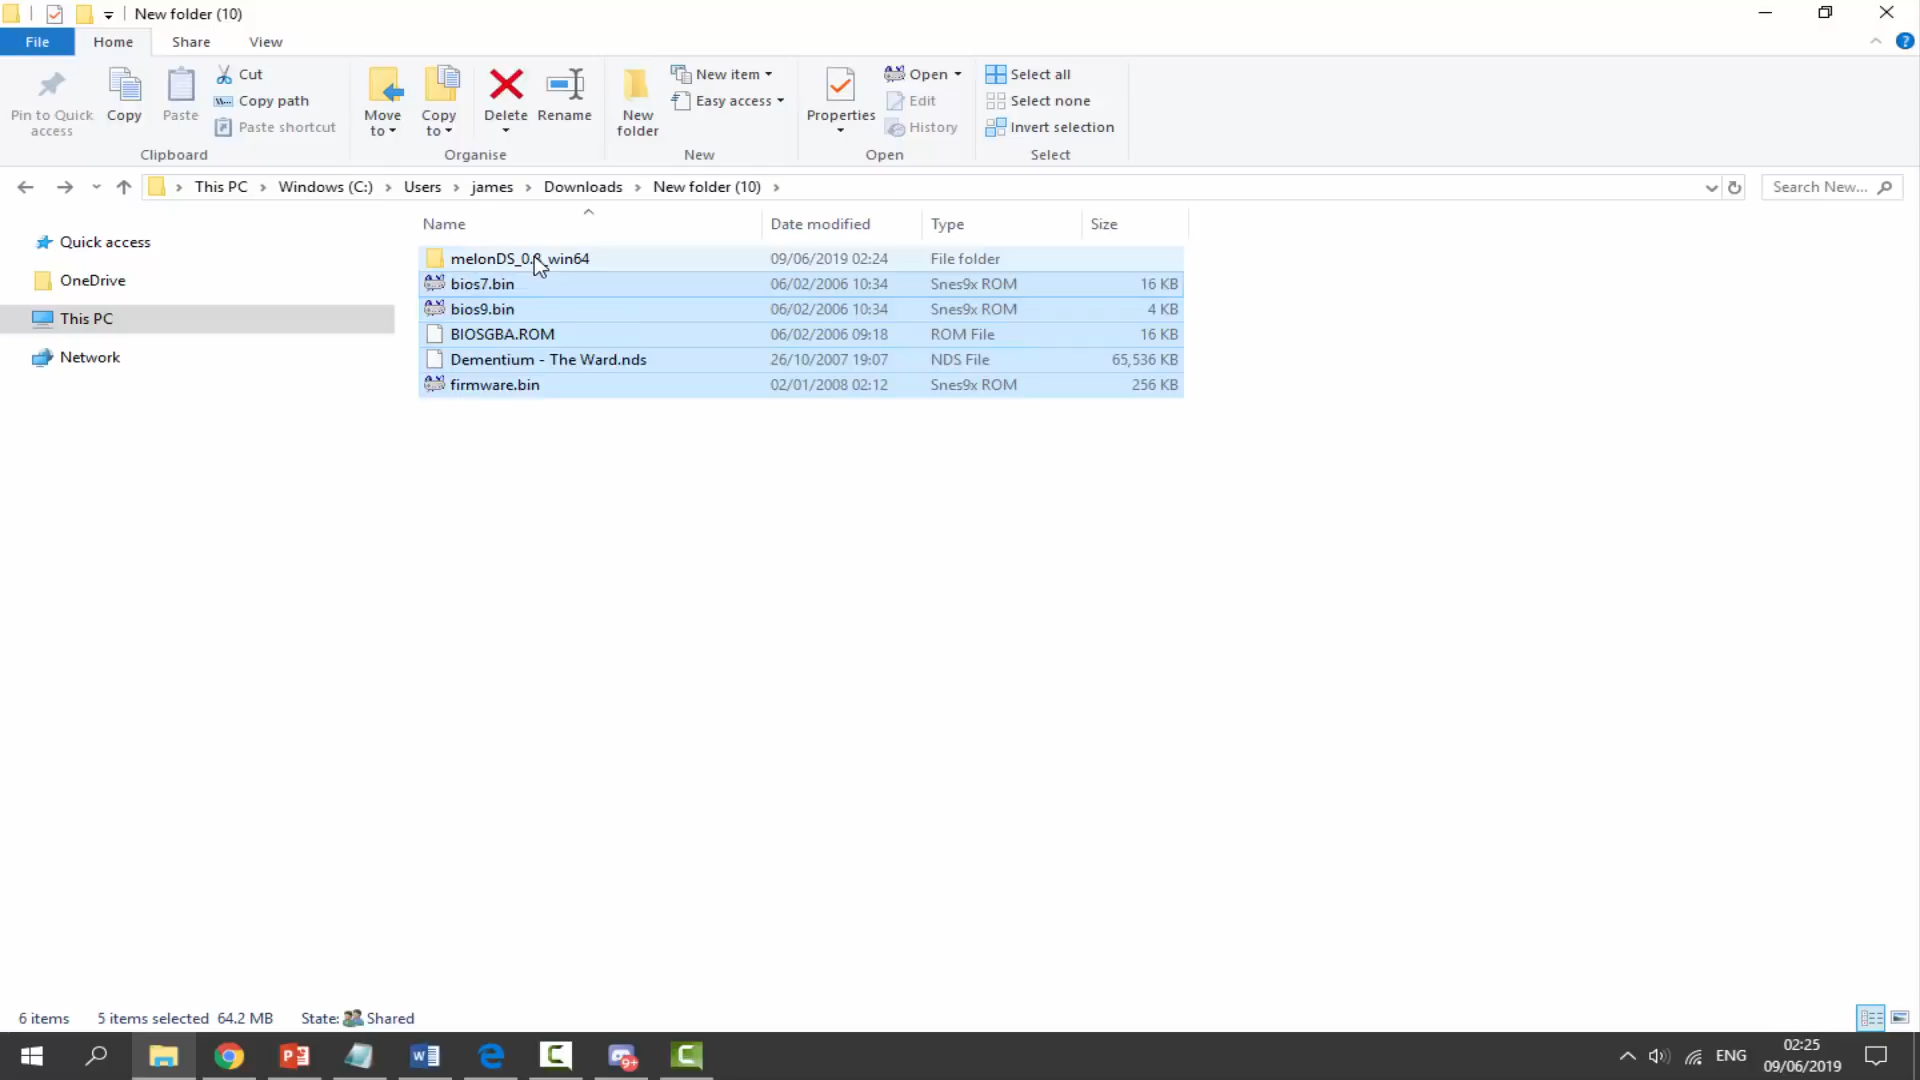 New folder (10)
File Home Share View
Pin to Quick access
Copy
Paste
Cut
Copy path
Paste shortcut
Clipboard
Move to
Copy to
Delete
Rename
Organise
New folder
New item
Easy access
New
Properties
Open
Edit
History
Open
Select all
Select none
Invert selection
Select
This PC > Windows (C:) > Users > james > Downloads > New folder (10) >
Search New...
Quick access
OneDrive
This PC
Network
Name Date modified Type Size
melonDS_0.8_win64 09/06/2019 02:24 File folder
bios7.bin 06/02/2006 10:34 Snes9x ROM 16 KB
bios9.bin 06/02/2006 10:34 Snes9x ROM 4 KB
BIOSGBA.ROM 06/02/2006 09:18 ROM File 16 KB
Dementium - The Ward.nds 26/10/2007 19:07 NDS File 65,536 KB
firmware.bin 02/01/2008 02:12 Snes9x ROM 256 KB
6 items 5 items selected 64.2 MB State: Shared
9+
ENG
02:25
09/06/2019